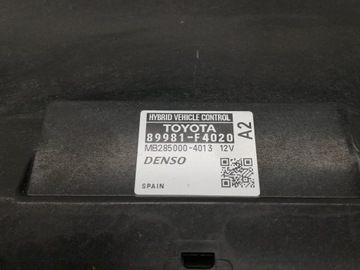 HYBRID VEHICLE CONTROL
TOYOTA
89981-F4020
A2
MB285000-4013 12V
DENSO
SPAIN